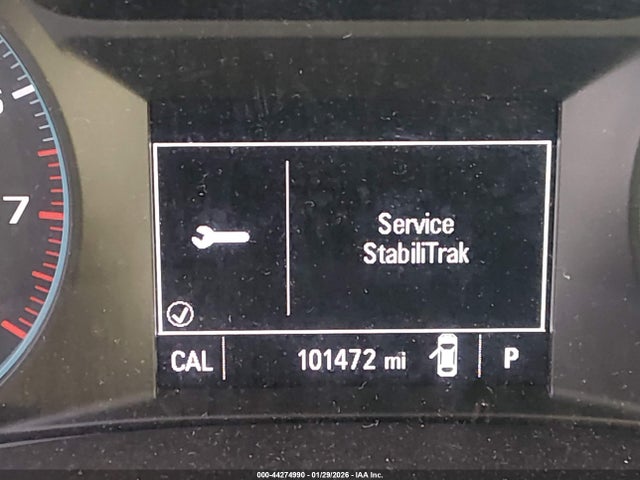 7
Service
StabiliTrak
CAL 101472 mi P
000-44274990 - 01/29/2026 - IAA Inc.